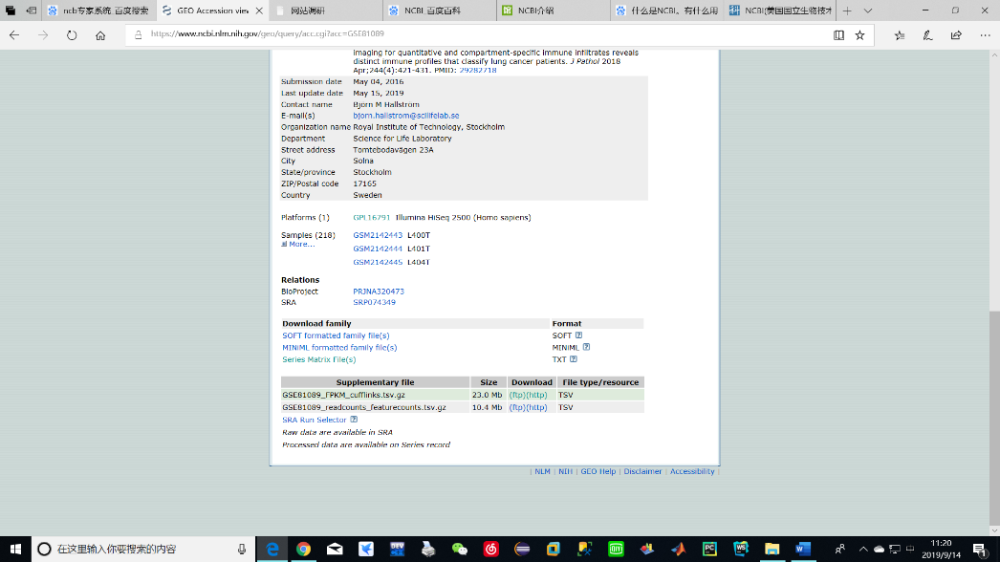 ncb专家系统_百度搜索
GEO Accession view
网站调研
NCBI_百度百科
NCBI介绍
什么是NCBI。有什么用
NCBI(美国国立生物技术
https://www.ncbi.nlm.nih.gov/geo/query/acc.cgi?acc=GSE81089
imaging for quantitative and compartment-specific immune infiltrates reveals
distinct immune profiles that classify lung cancer patients. J Pathol 2018
Apr;244(4):421-431. PMID: 29282718
Submission date May 04, 2016
Last update date May 15, 2019
Contact name Björn M Hallström
E-mail(s) bjorn.hallstrom@scilifelab.se
Organization name Royal Institute of Technology, Stockholm
Department Science for Life Laboratory
Street address Tomtebodavägen 23A
City Solna
State/province Stockholm
ZIP/Postal code 17165
Country Sweden
Platforms (1) GPL16791 Illumina HiSeq 2500 (Homo sapiens)
Samples (218) GSM2142443 L400T
More...
GSM2142444 L401T
GSM2142445 L404T
Relations
BioProject PRJNA320473
SRA SRP074349
Download family Format
SOFT formatted family file(s) SOFT ?
MINiML formatted family file(s) MINiML ?
Series Matrix File(s) TXT ?
Supplementary file Size Download File type/resource
GSE81089_FPKM_cufflinks.tsv.gz 23.0 Mb (ftp)(http) TSV
GSE81089_readcounts_featurecounts.tsv.gz 10.4 Mb (ftp)(http) TSV
SRA Run Selector ?
Raw data are available in SRA
Processed data are available on Series record
| NLM | NIH | GEO Help | Disclaimer | Accessibility |
在这里输入你要搜索的内容
中
11:20
2019/9/14